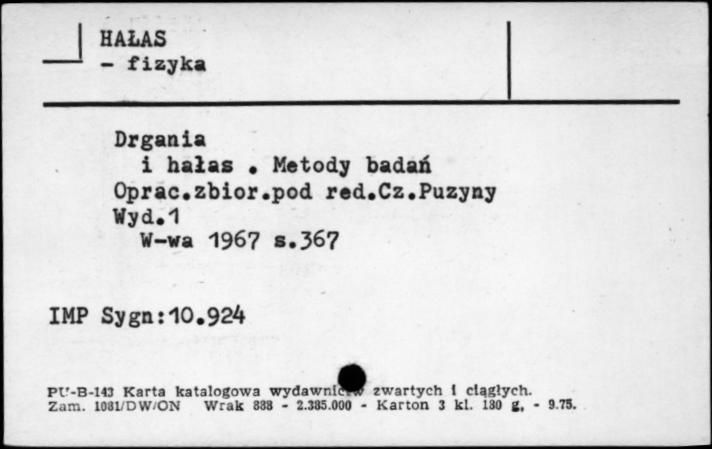 HAŁAS
- fizyka
Drgania
i hałas . Metody badań
Oprac.zbior.pod red.Cz.Puzyny
Wyd.1
W-wa 1967 s.367
IMP Sygn:10.924
PU-B-143 Karta katalogowa wydawnictw zwartych i ciągłych.
Zam. 1081/DW/ON Wrak 888 - 2.385.000 - Karton 3 kl. 180 g, - 9.75.